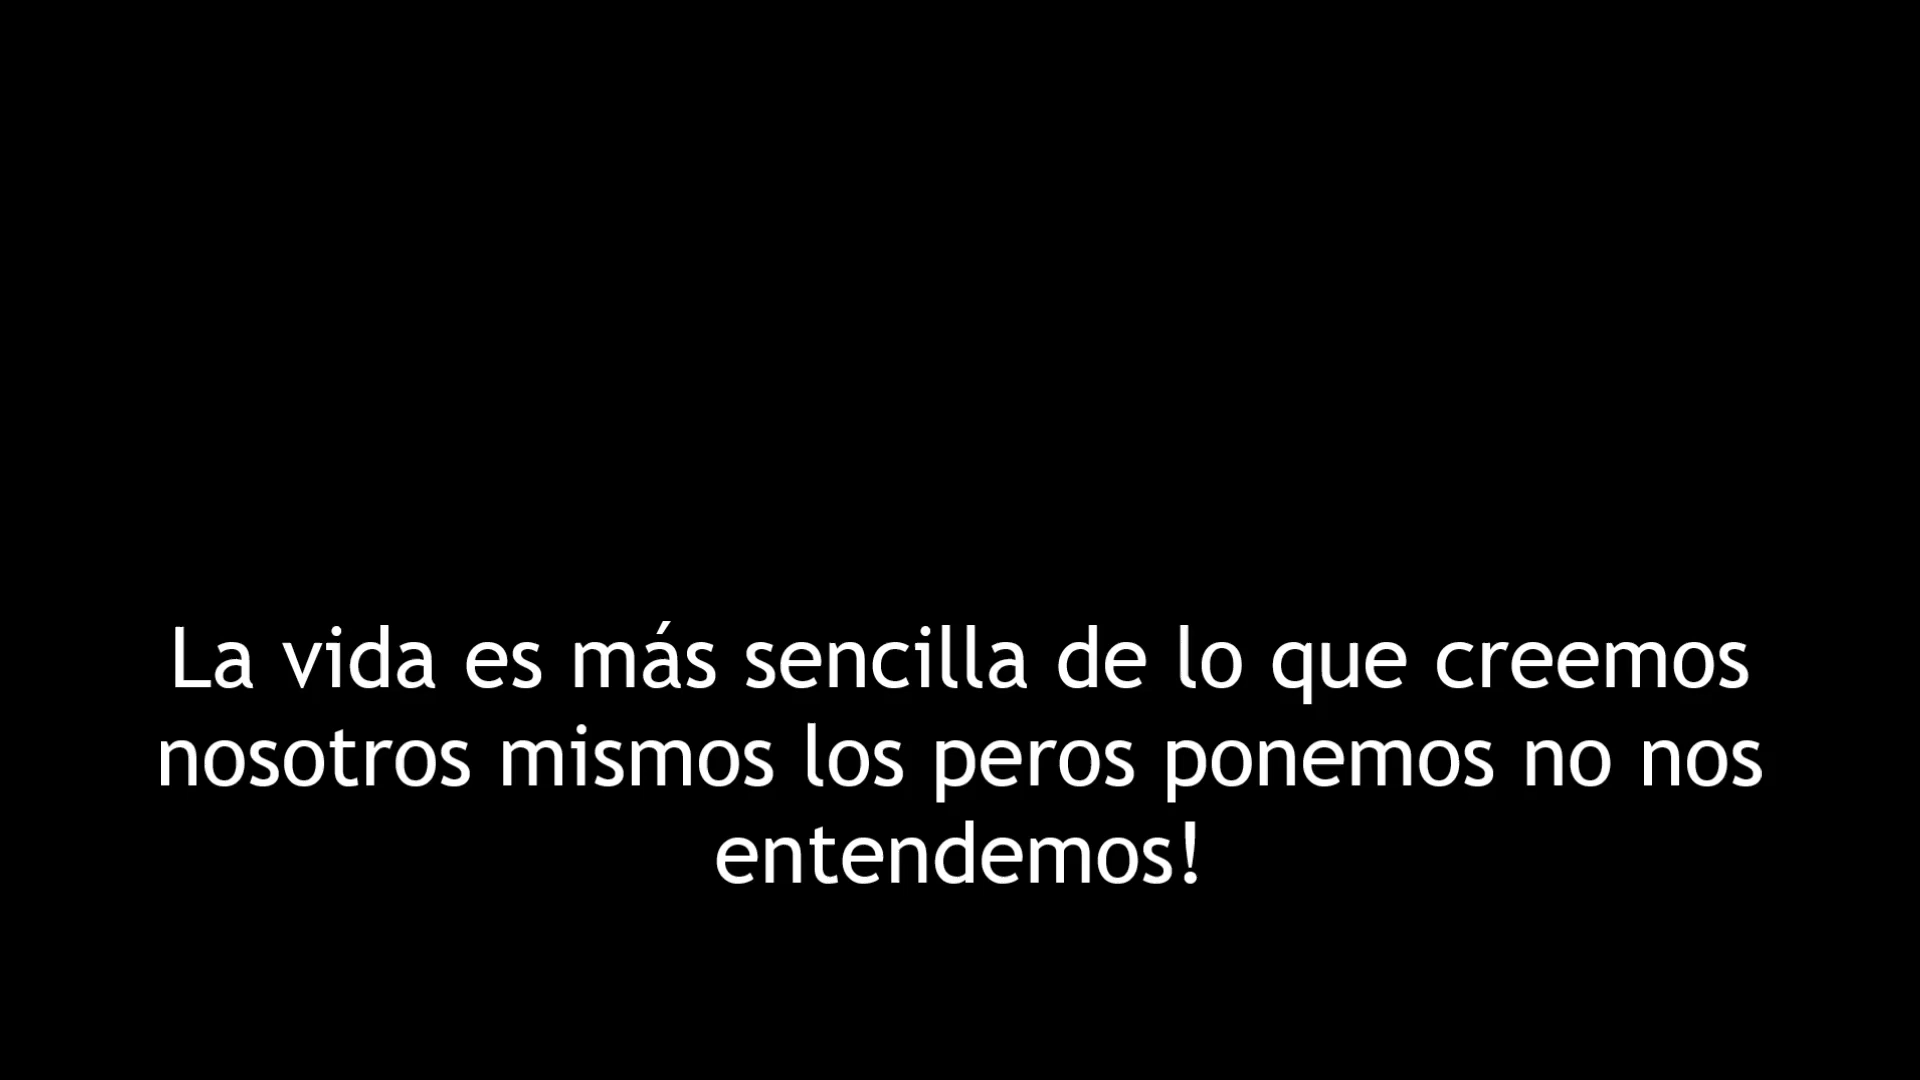 La vida es más sencilla de lo que creemos
nosotros mismos los peros ponemos no nos
entendemos!